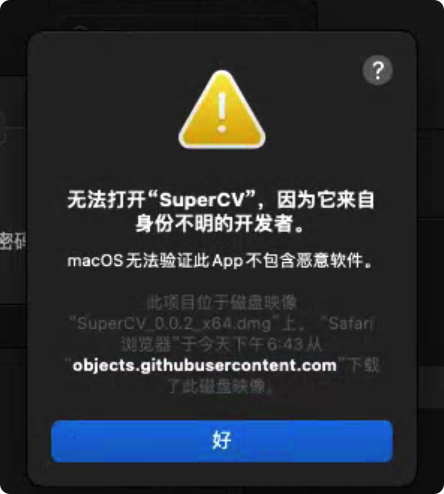 ?
无法打开“SuperCV”，因为它来自
身份不明的开发者。
密码
macOS 无法验证此 App 不包含恶意软件。
此项目位于磁盘映像
“SuperCV_0.0.2_x64.dmg”上。“Safari
浏览器”于今天下午6:43 从
“objects.githubusercontent.com”下载
了此磁盘映像。
好